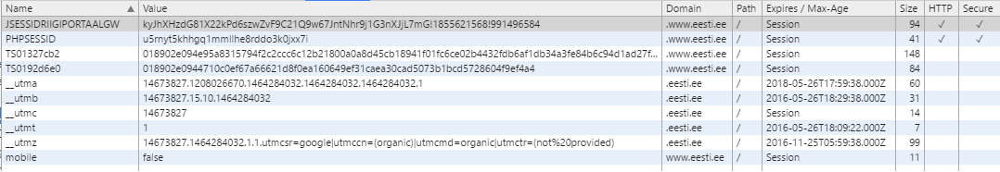 Name Value Domain Path Expires / Max-Age Size HTTP Secure
JSESSIDRIIGIPORTAALGW kyJhXHzdG81X22kPd6szwZvF9C21Q9w67JntNhr9j1G3nXJjL7mG!1855621568!991496584 .www.eesti.ee / Session 94 ✓ ✓
PHPSESSID u5rnyt5khhgq1mmllhe8rddo3k0jxx7i .www.eesti.ee / Session 41 ✓ ✓
TS01327cb2 018902e094e95a8315794f2c2ccc6c12b21800a0a8d45cb18941f01fc6ce02b4432fdb6af1db34a3fe84b6c94d1ad27f... .www.eesti.ee / Session 148
TS0192d6e0 018902e0944710c0ef67a66621d8f0ea160649ef31caea30cad5073b1bcd5728604f9ef4a4 .www.eesti.ee / Session 84
__utma 14673827.1208026670.1464284032.1464284032.1464284032.1 .eesti.ee / 2018-05-26T17:59:38.000Z 60
__utmb 14673827.15.10.1464284032 .eesti.ee / 2016-05-26T18:29:38.000Z 31
__utmc 14673827 .eesti.ee / Session 14
__utmt 1 .eesti.ee / 2016-05-26T18:09:22.000Z 7
__utmz 14673827.1464284032.1.1.utmcsr=google|utmccn=(organic)|utmcmd=organic|utmctr=(not%20provided) .eesti.ee / 2016-11-25T05:59:38.000Z 99
mobile false www.eesti.ee / Session 11